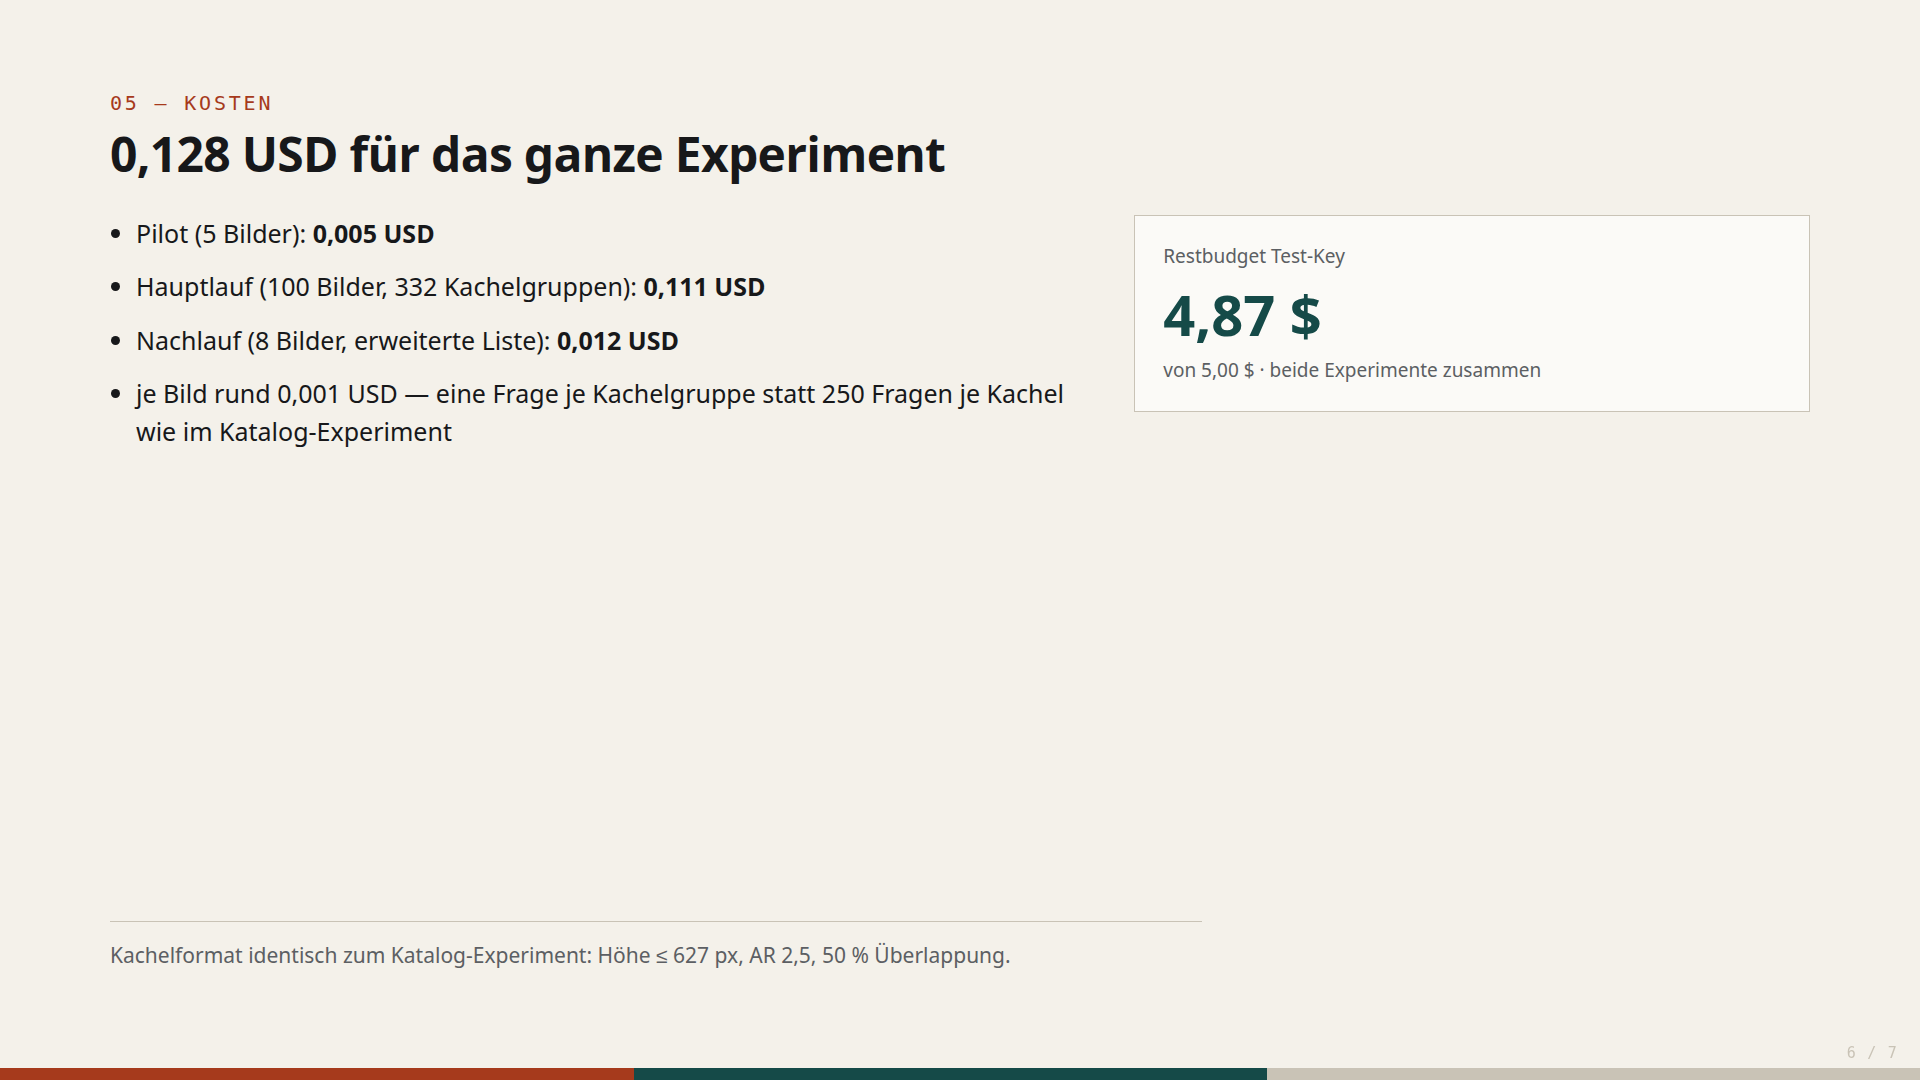 05 — KOSTEN
0,128 USD für das ganze Experiment
• Pilot (5 Bilder): 0,005 USD
• Hauptlauf (100 Bilder, 332 Kachelgruppen): 0,111 USD
• Nachlauf (8 Bilder, erweiterte Liste): 0,012 USD
• je Bild rund 0,001 USD — eine Frage je Kachelgruppe statt 250 Fragen je Kachel
wie im Katalog-Experiment
Restbudget Test-Key
4,87 $
von 5,00 $ · beide Experimente zusammen
Kachelformat identisch zum Katalog-Experiment: Höhe ≤ 627 px, AR 2,5, 50 % Überlappung.
6 / 7